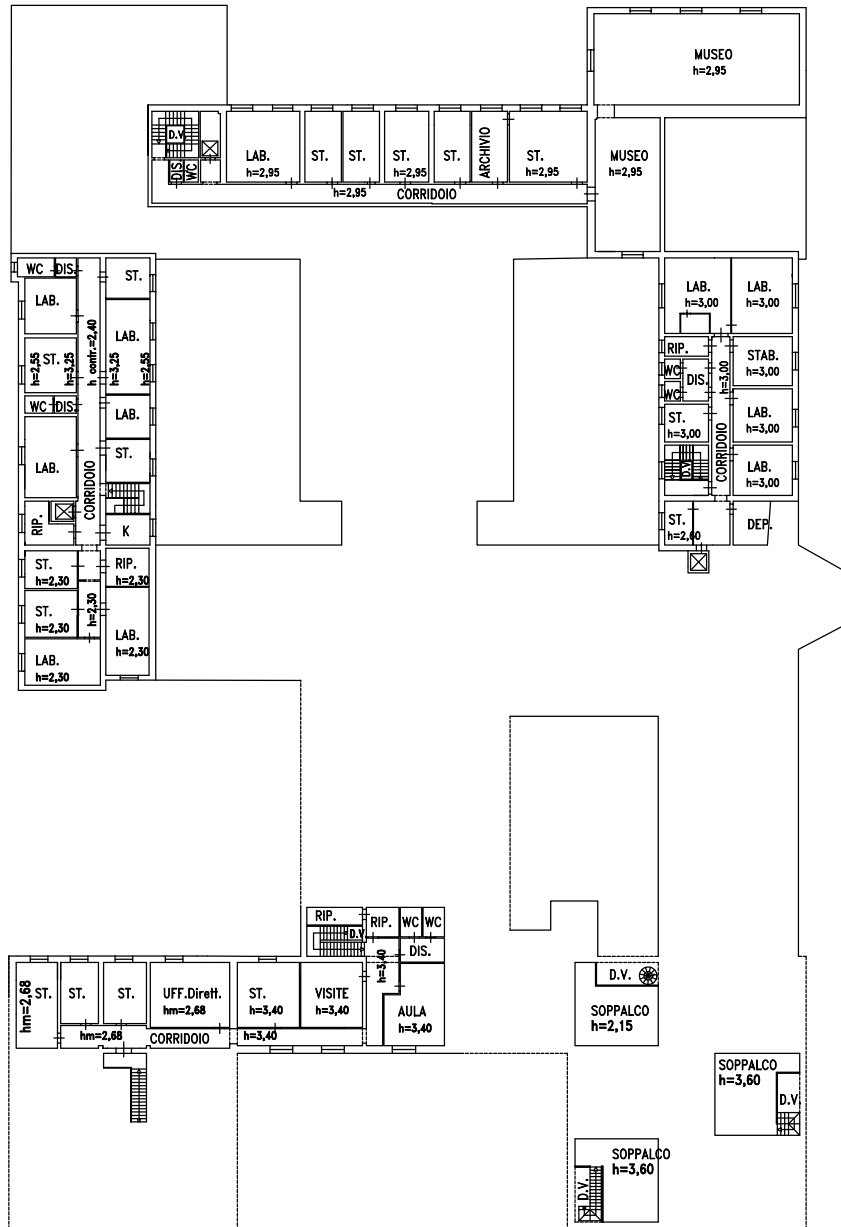 MUSEO
h=2,95
D.V.
DIS.
WC
LAB.
h=2,95
ST.
ST.
ST.
h=2,95
ST.
ARCHIVIO
ST.
h=2,95
MUSEO
h=2,95
h=2,95
CORRIDOIO
WC
DIS.
ST.
LAB.
h contr.=2,40
LAB.
h=3,25
h=2,55
ST.
h=2,55
h=3,25
WC
DIS.
LAB.
LAB.
ST.
CORRIDOIO
RIP.
K
ST.
h=2,30
RIP.
h=2,30
ST.
h=2,30
h=2,30
LAB.
h=2,30
LAB.
h=2,30
LAB.
h=3,00
LAB.
h=3,00
RIP.
h=3,00
STAB.
h=3,00
WC
DIS.
WC
ST.
h=3,00
LAB.
h=3,00
CORRIDOIO
D.V.
LAB.
h=3,00
ST.
h=2,60
DEP.
RIP.
D.V.
RIP.
WC
WC
DIS.
h=3,40
hm=2,68
ST.
ST.
ST.
UFF.Dirett.
hm=2,68
ST.
h=3,40
VISITE
h=3,40
AULA
h=3,40
hm=2,68
CORRIDOIO
h=3,40
D.V.
SOPPALCO
h=2,15
SOPPALCO
h=3,60
D.V.
SOPPALCO
h=3,60
D.V.